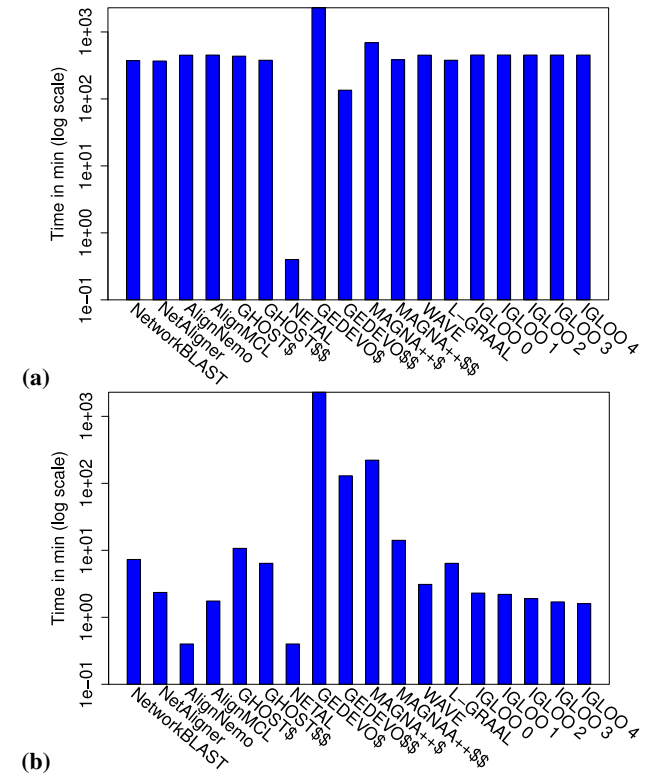 Time in min (log scale)
1e+03
1e+02
1e+01
1e+00
1e−01
NetworkBLAST
NetAligner
AlignNemo
AlignMCL
GHOST$
GHOST$$
NETAL
GEDEVO$
GEDEVO$$
MAGNA++$
MAGNA++$$
WAVE
L_GRAAL
IGLOO 0
IGLOO 1
IGLOO 2
IGLOO 3
IGLOO 4
(a)
Time in min (log scale)
1e+03
1e+02
1e+01
1e+00
1e−01
NetworkBLAST
NetAligner
AlignNemo
AlignMCL
GHOST$
GHOST$$
NETAL
GEDEVO$
GEDEVO$$
MAGNA++$
MAGNAA++$$
WAVE
L_GRAAL
IGLOO 0
IGLOO 1
IGLOO 2
IGLOO 3
IGLOO 4
(b)